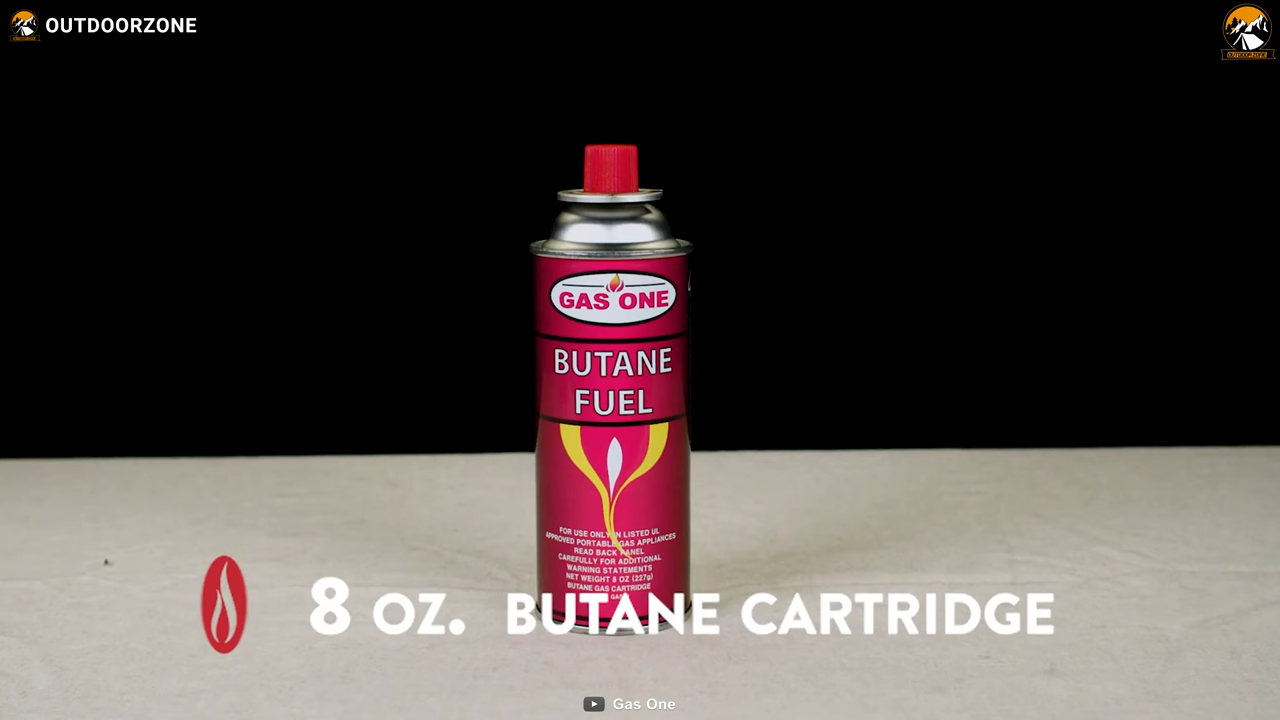 OUTDOORZONE
OUTDOORZONE
GAS ONE
BUTANE
FUEL
FOR USE ONLY IN LISTED UL
APPROVED PORTABLE GAS APPLIANCES
READ BACK PANEL
CAREFULLY FOR ADDITIONAL
WARNING STATEMENTS
NET WEIGHT 8 OZ (227g)
BUTANE GAS CARTRIDGE
8 OZ. BUTANE CARTRIDGE
Gas One